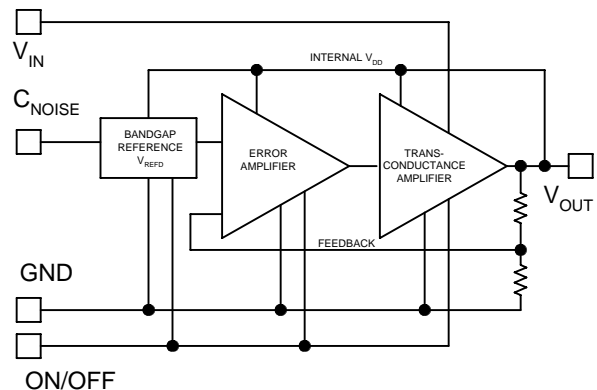 V_IN
INTERNAL V_DD
C_NOISE
BANDGAP
REFERENCE
V_REFD
ERROR
AMPLIFIER
TRANS-
CONDUCTANCE
AMPLIFIER
V_OUT
FEEDBACK
GND
ON/OFF